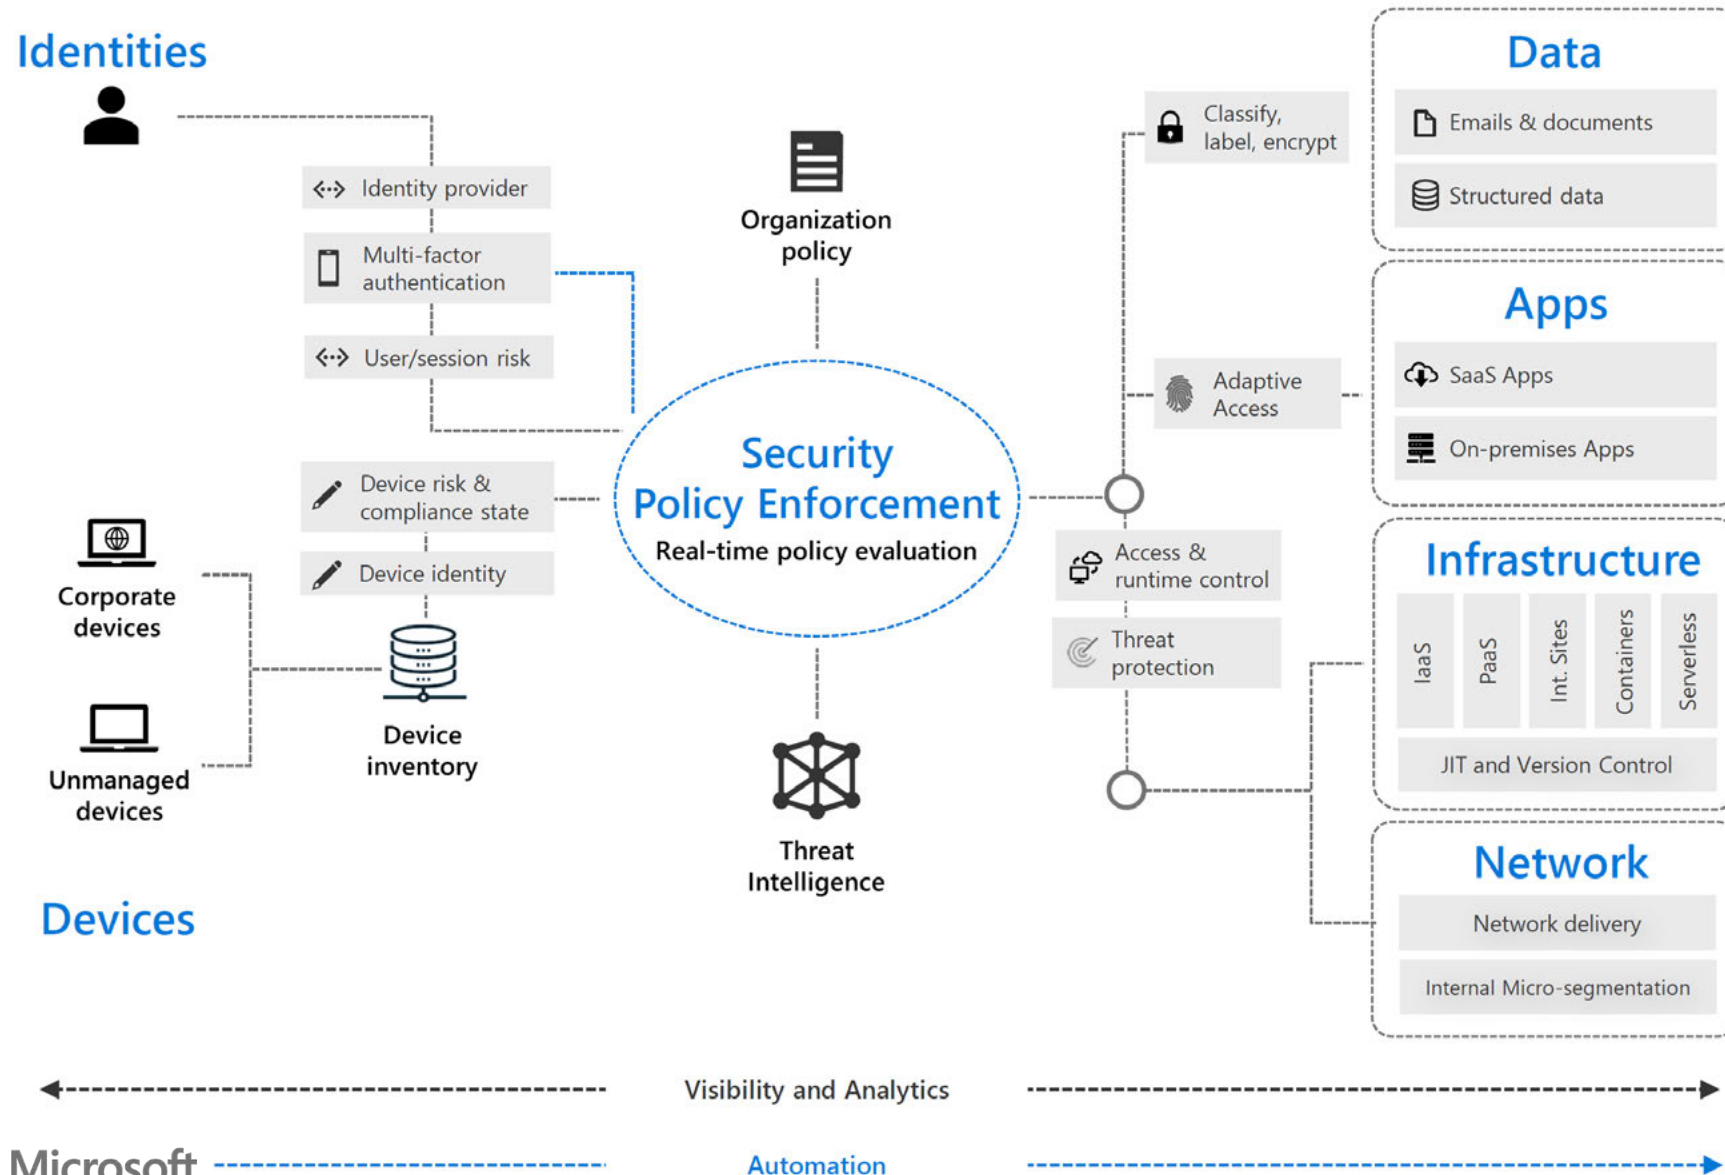 Identities
Identity provider
Multi-factor
authentication
User/session risk
Device risk &
compliance state
Device identity
Corporate
devices
Unmanaged
devices
Device
inventory
Devices
Organization
policy
Security
Policy Enforcement
Real-time policy evaluation
Threat
Intelligence
Classify,
label, encrypt
Adaptive
Access
Access &
runtime control
Threat
protection
Data
Emails & documents
Structured data
Apps
SaaS Apps
On-premises Apps
Infrastructure
IaaS
PaaS
Int. Sites
Containers
Serverless
JIT and Version Control
Network
Network delivery
Internal Micro-segmentation
Visibility and Analytics
Microsoft
Automation